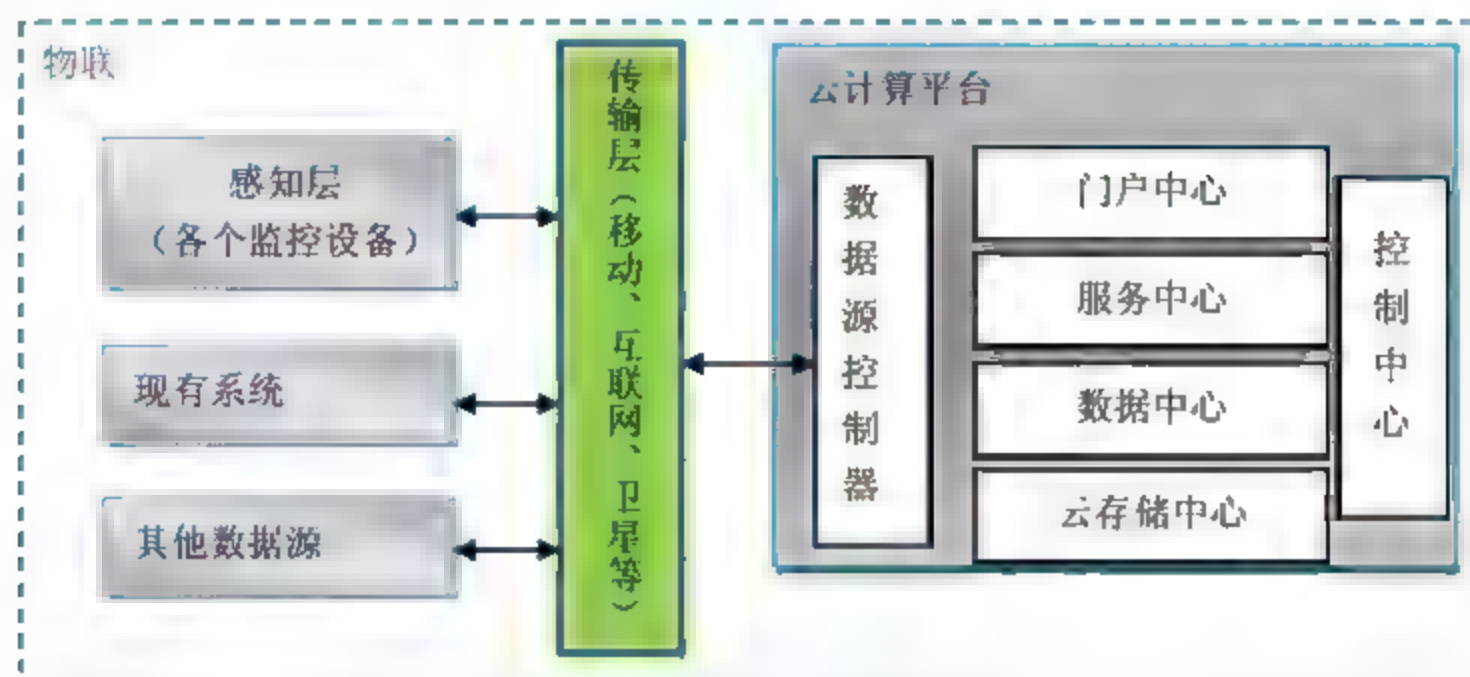 物联
感知层
（各个监控设备）
现有系统
其他数据源
传输层（移动、互联网、卫星等）
云计算平台
数据源控制器
门户中心
服务中心
数据中心
云存储中心
控制中心